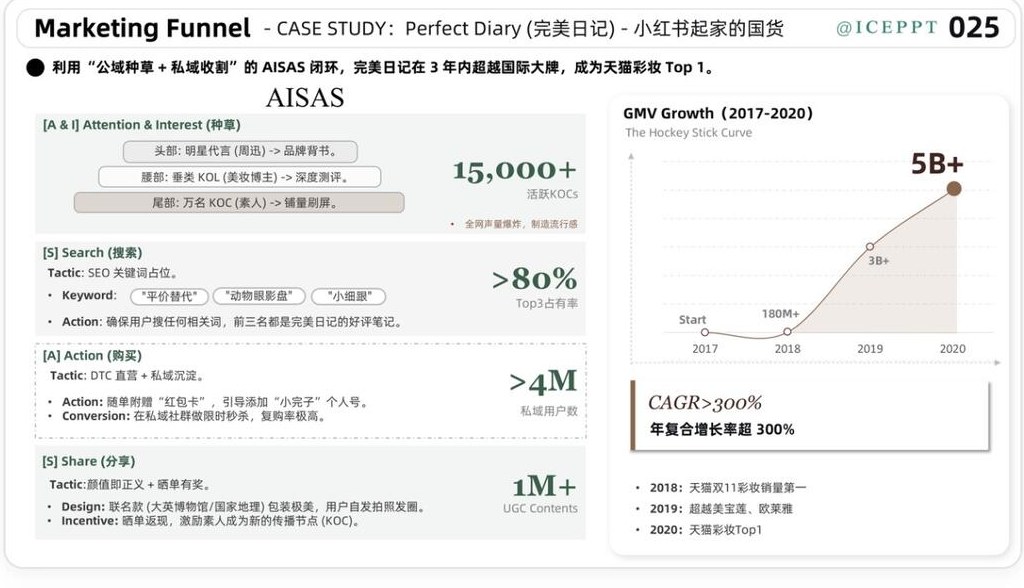 Marketing Funnel - CASE STUDY：Perfect Diary (完美日记) - 小红书起家的国货
@ICEPPT 025
利用“公域种草 + 私域收割”的 AISAS 闭环，完美日记在 3 年内超越国际大牌，成为天猫彩妆 Top 1。
AISAS
[A & I] Attention & Interest (种草)
头部: 明星代言 (周迅) -> 品牌背书。
腰部: 垂类 KOL (美妆博主) -> 深度测评。
尾部: 万名 KOC (素人) -> 铺量刷屏。
15,000+
活跃KOCs
• 全网声量爆炸，制造流行感
[S] Search (搜索)
Tactic: SEO 关键词占位。
• Keyword: "平价替代" "动物眼影盘" "小细跟"
• Action: 确保用户搜任何相关词，前三名都是完美日记的好评笔记。
>80%
Top3占有率
[A] Action (购买)
Tactic: DTC 直营 + 私域沉淀。
• Action: 随单附赠“红包卡”，引导添加“小完子”个人号。
• Conversion: 在私域社群做限时秒杀，复购率极高。
>4M
私域用户数
[S] Share (分享)
Tactic:颜值即正义 + 晒单有奖。
• Design: 联名款 (大英博物馆/国家地理) 包装极美，用户自发拍照发圈。
• Incentive: 晒单返现，激励素人成为新的传播节点 (KOC)。
1M+
UGC Contents
GMV Growth（2017-2020)
The Hockey Stick Curve
5B+
3B+
180M+
Start
2017 2018 2019 2020
CAGR>300%
年复合增长率超 300%
• 2018：天猫双11彩妆销量第一
• 2019：超越美宝莲、欧莱雅
• 2020：天猫彩妆Top1